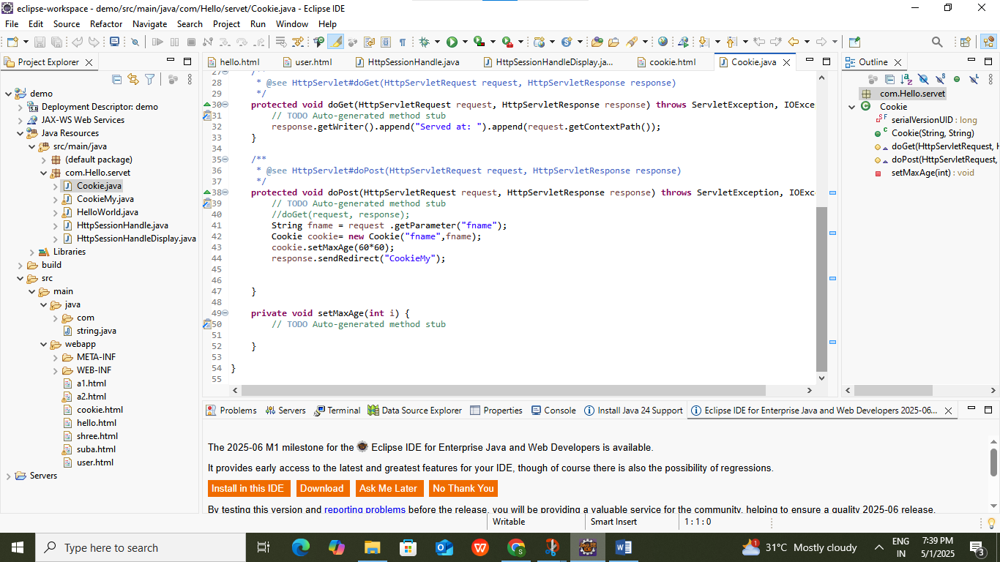 eclipse-workspace - demo/src/main/java/com/Hello/servet/Cookie.java - Eclipse IDE
File Edit Source Refactor Navigate Search Project Run Window Help
Project Explorer
demo
Deployment Descriptor: demo
JAX-WS Web Services
Java Resources
src/main/java
(default package)
com.Hello.servet
Cookie.java
CookieMy.java
HelloWorld.java
HttpSessionHandle.java
HttpSessionHandleDisplay.java
Libraries
build
src
main
java
com
string.java
webapp
META-INF
WEB-INF
a1.html
a2.html
cookie.html
hello.html
shree.html
suba.html
user.html
Servers
hello.html user.html HttpSessionHandle.java HttpSessionHandleDisplay.ja... cookie.html Cookie.java
27 /**
28 * @see HttpServlet#doGet(HttpServletRequest request, HttpServletResponse response)
29 */
30 protected void doGet(HttpServletRequest request, HttpServletResponse response) throws ServletException, IOExce
31 // TODO Auto-generated method stub
32 response.getWriter().append("Served at: ").append(request.getContextPath());
33 }
34
35 /**
36 * @see HttpServlet#doPost(HttpServletRequest request, HttpServletResponse response)
37 */
38 protected void doPost(HttpServletRequest request, HttpServletResponse response) throws ServletException, IOExc
39 // TODO Auto-generated method stub
40 //doGet(request, response);
41 String fname = request .getParameter("fname");
42 Cookie cookie= new Cookie("fname",fname);
43 cookie.setMaxAge(60*60);
44 response.sendRedirect("CookieMy");
45
46
47 }
48
49 private void setMaxAge(int i) {
50 // TODO Auto-generated method stub
51
52 }
53
54 }
55
Outline
com.Hello.servet
Cookie
serialVersionUID : long
Cookie(String, String)
doGet(HttpServletRequest, H
doPost(HttpServletRequest,
setMaxAge(int) : void
Problems Servers Terminal Data Source Explorer Properties Console Install Java 24 Support Eclipse IDE for Enterprise Java and Web Developers 2025-06...
The 2025-06 M1 milestone for the Eclipse IDE for Enterprise Java and Web Developers is available.
It provides early access to the latest and greatest features for your IDE, though of course there is also the possibility of regressions.
Install in this IDE Download Ask Me Later No Thank You
By testing this version and reporting problems before the release, you will be providing a valuable service for the community, helping to ensure a quality 2025-06 release.
Writable Smart Insert 1 : 1 : 0
Type here to search
31°C Mostly cloudy
ENG
IN
7:39 PM
5/1/2025
3